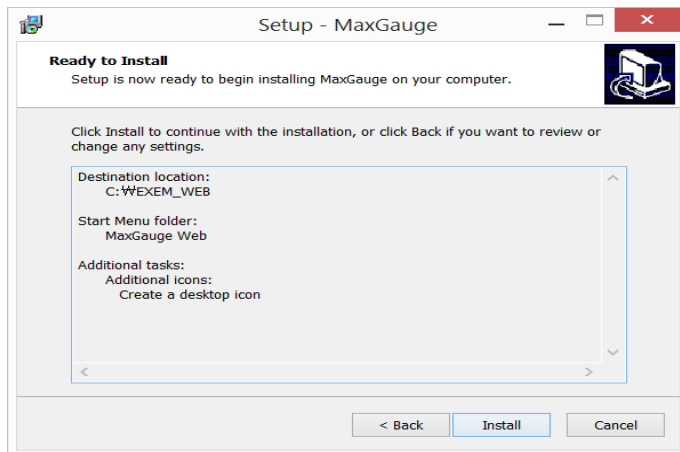 Setup - MaxGauge
Ready to Install
Setup is now ready to begin installing MaxGauge on your computer.
Click Install to continue with the installation, or click Back if you want to review or
change any settings.
Destination location:
C:₩EXEM_WEB
Start Menu folder:
MaxGauge Web
Additional tasks:
Additional icons:
Create a desktop icon
< Back Install Cancel